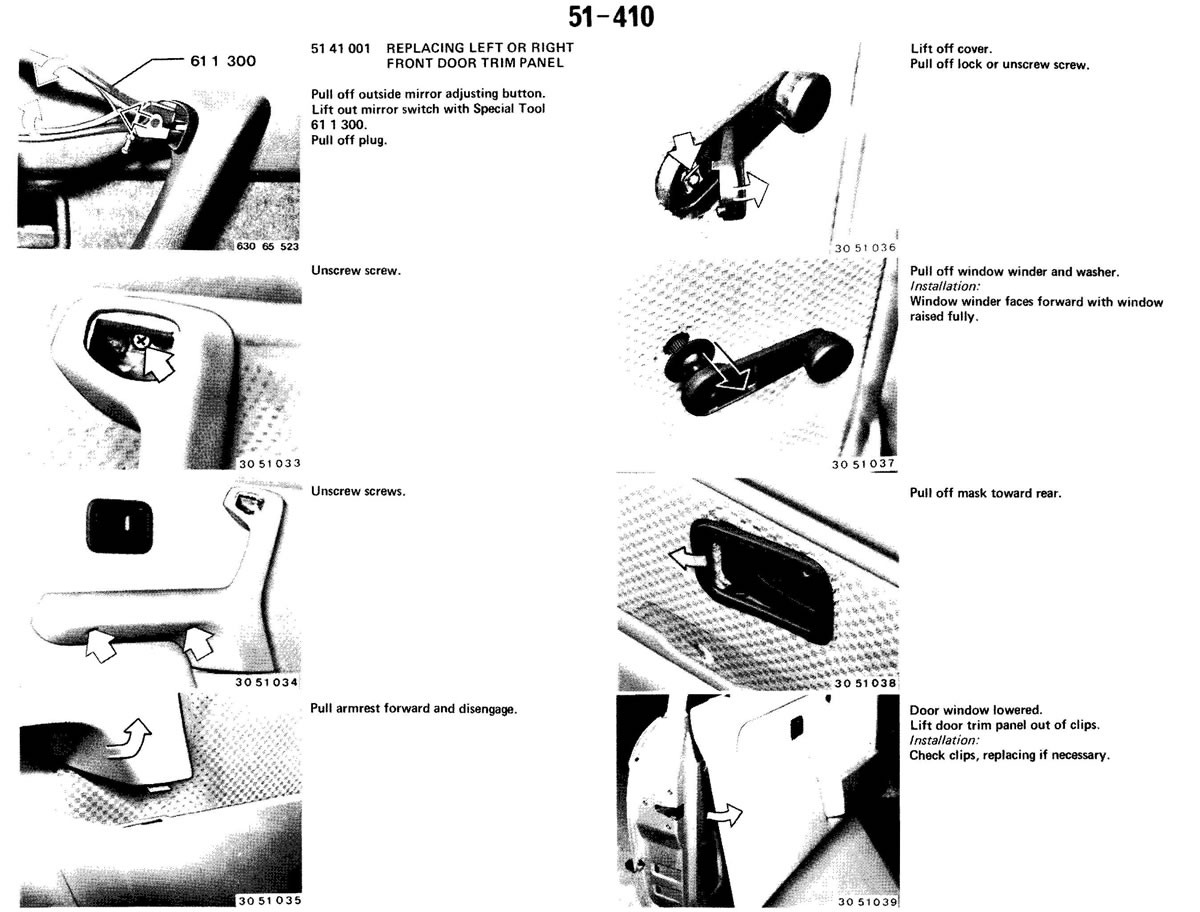 51-410
61 1 300
630 65 523
51 41 001 REPLACING LEFT OR RIGHT
FRONT DOOR TRIM PANEL
Pull off outside mirror adjusting button.
Lift out mirror switch with Special Tool
61 1 300.
Pull off plug.
30 51 033
Unscrew screw.
30 51 034
Unscrew screws.
30 51 035
Pull armrest forward and disengage.
30 51 036
Lift off cover.
Pull off lock or unscrew screw.
30 51 037
Pull off window winder and washer.
Installation:
Window winder faces forward with window
raised fully.
30 51 038
Pull off mask toward rear.
30 51 039
Door window lowered.
Lift door trim panel out of clips.
Installation:
Check clips, replacing if necessary.